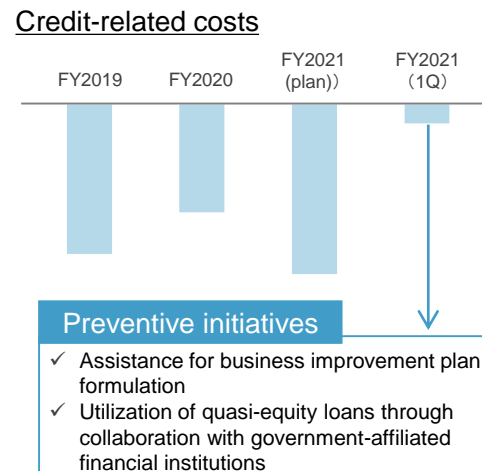 Credit-related costs
FY2019
FY2020
FY2021
(plan))
FY2021
（1Q）
Preventive initiatives
✓ Assistance for business improvement plan
formulation
✓ Utilization of quasi-equity loans through
collaboration with government-affiliated
financial institutions